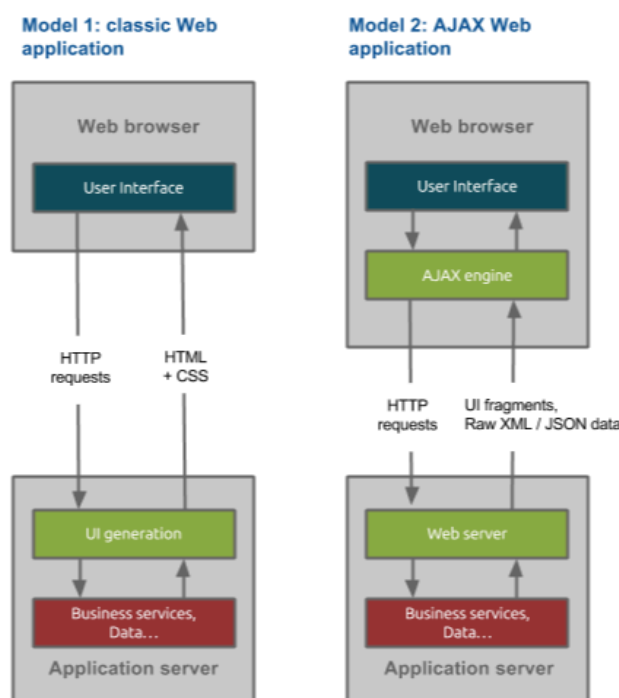 Model 1: classic Web
application
Web browser
User Interface
HTTP
requests
HTML
+ CSS
UI generation
Business services,
Data...
Application server
Model 2: AJAX Web
application
Web browser
User Interface
AJAX engine
HTTP
requests
UI fragments,
Raw XML / JSON data
Web server
Business services,
Data...
Application server